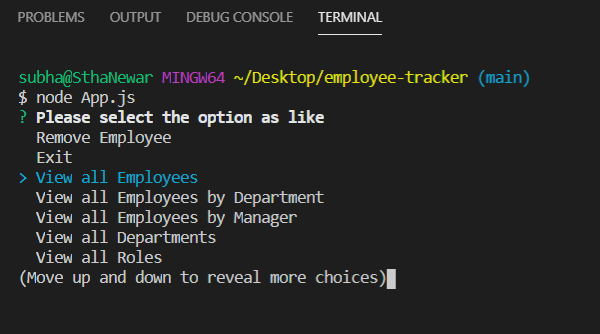 PROBLEMS OUTPUT DEBUG CONSOLE TERMINAL
subha@SthaNewar MINGW64 ~/Desktop/employee-tracker (main)
$ node App.js
? Please select the option as like
Remove Employee
Exit
> View all Employees
View all Employees by Department
View all Employees by Manager
View all Departments
View all Roles
(Move up and down to reveal more choices)